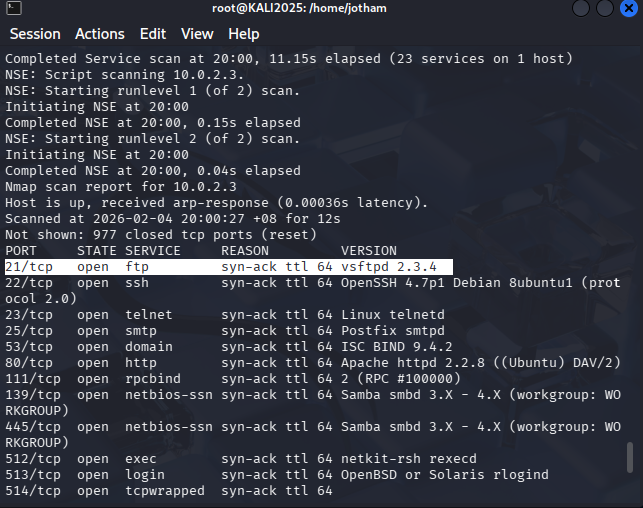 root@KALI2025: /home/jotham
Session Actions Edit View Help
Completed Service scan at 20:00, 11.15s elapsed (23 services on 1 host)
NSE: Script scanning 10.0.2.3.
NSE: Starting runlevel 1 (of 2) scan.
Initiating NSE at 20:00
Completed NSE at 20:00, 0.15s elapsed
NSE: Starting runlevel 2 (of 2) scan.
Initiating NSE at 20:00
Completed NSE at 20:00, 0.04s elapsed
Nmap scan report for 10.0.2.3
Host is up, received arp-response (0.00036s latency).
Scanned at 2026-02-04 20:00:27 +08 for 12s
Not shown: 977 closed tcp ports (reset)
PORT STATE SERVICE REASON VERSION
21/tcp open ftp syn-ack ttl 64 vsftpd 2.3.4
22/tcp open ssh syn-ack ttl 64 OpenSSH 4.7p1 Debian 8ubuntu1 (prot
ocol 2.0)
23/tcp open telnet syn-ack ttl 64 Linux telnetd
25/tcp open smtp syn-ack ttl 64 Postfix smtpd
53/tcp open domain syn-ack ttl 64 ISC BIND 9.4.2
80/tcp open http syn-ack ttl 64 Apache httpd 2.2.8 ((Ubuntu) DAV/2)
111/tcp open rpcbind syn-ack ttl 64 2 (RPC #100000)
139/tcp open netbios-ssn syn-ack ttl 64 Samba smbd 3.X - 4.X (workgroup: WO
RKGROUP)
445/tcp open netbios-ssn syn-ack ttl 64 Samba smbd 3.X - 4.X (workgroup: WO
RKGROUP)
512/tcp open exec syn-ack ttl 64 netkit-rsh rexecd
513/tcp open login syn-ack ttl 64 OpenBSD or Solaris rlogind
514/tcp open tcpwrapped syn-ack ttl 64